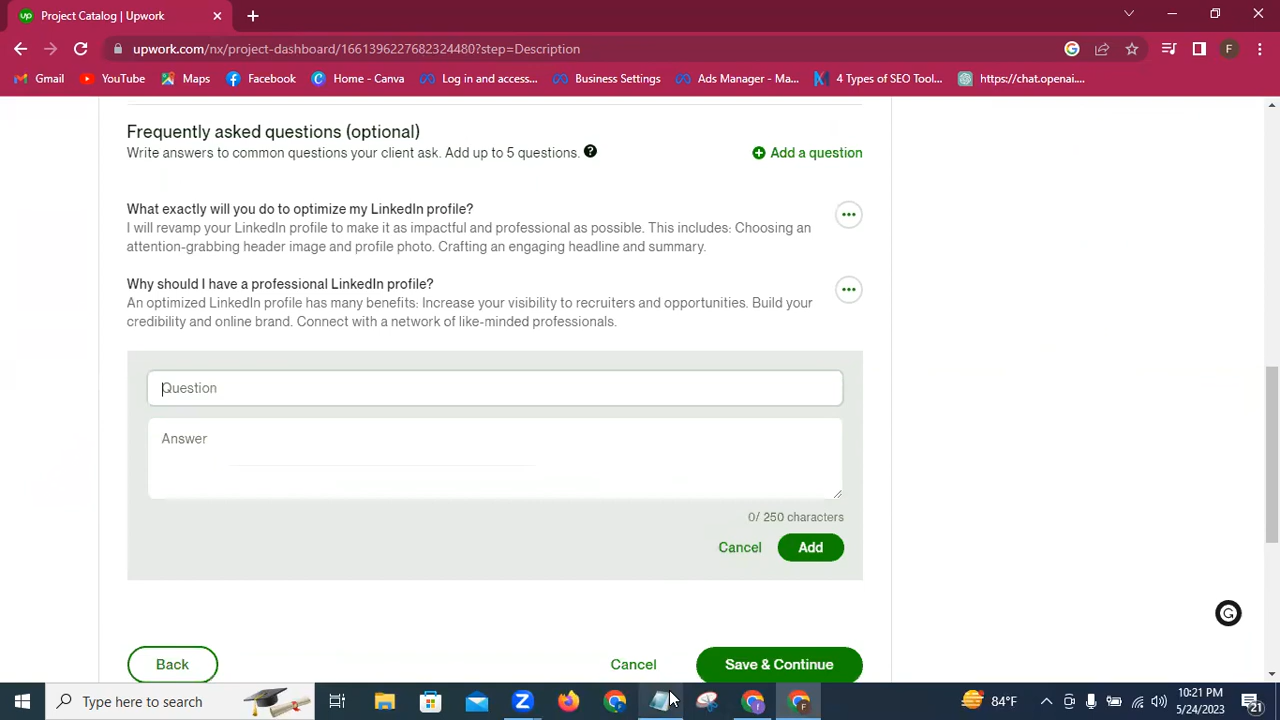 Project Catalog | Upwork
upwork.com/nx/project-dashboard/1661396227682324480?step=Description
F
Gmail
YouTube
Maps
Facebook
Home - Canva
Log in and access...
Business Settings
Ads Manager - Ma...
4 Types of SEO Tool...
https://chat.openai....
Frequently asked questions (optional)
Write answers to common questions your client ask. Add up to 5 questions.
Add a question
What exactly will you do to optimize my LinkedIn profile?
I will revamp your LinkedIn profile to make it as impactful and professional as possible. This includes: Choosing an
attention-grabbing header image and profile photo. Crafting an engaging headline and summary.
Why should I have a professional LinkedIn profile?
An optimized LinkedIn profile has many benefits: Increase your visibility to recruiters and opportunities. Build your
credibility and online brand. Connect with a network of like-minded professionals.
Question
Answer
0/ 250 characters
Cancel
Add
Back
Cancel
Save & Continue
Type here to search
84°F
10:21 PM
5/24/2023
21